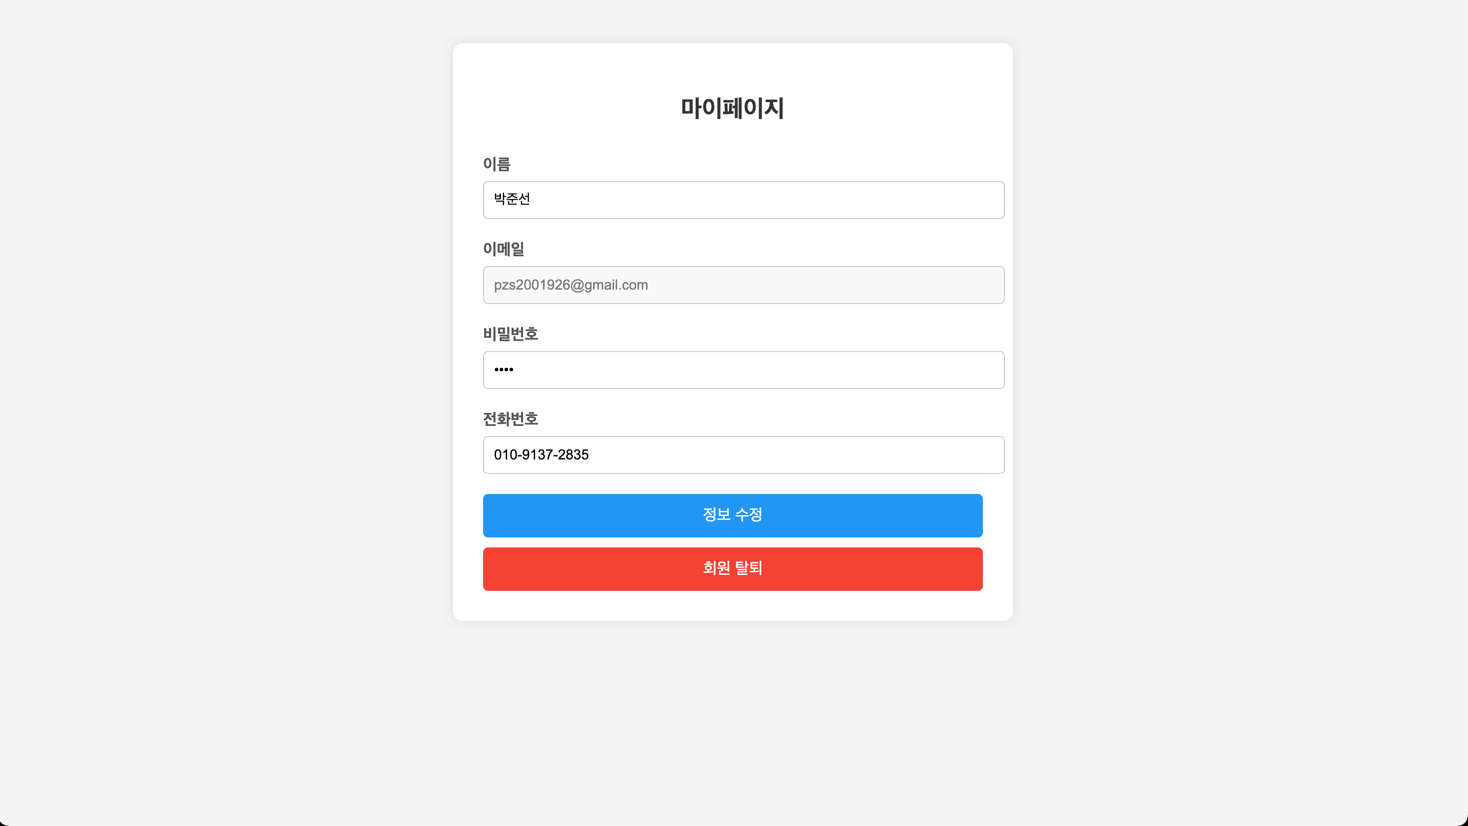 마이페이지
이름
박준선
이메일
pzs2001926@gmail.com
비밀번호
••••
전화번호
010-9137-2835
정보 수정
회원 탈퇴